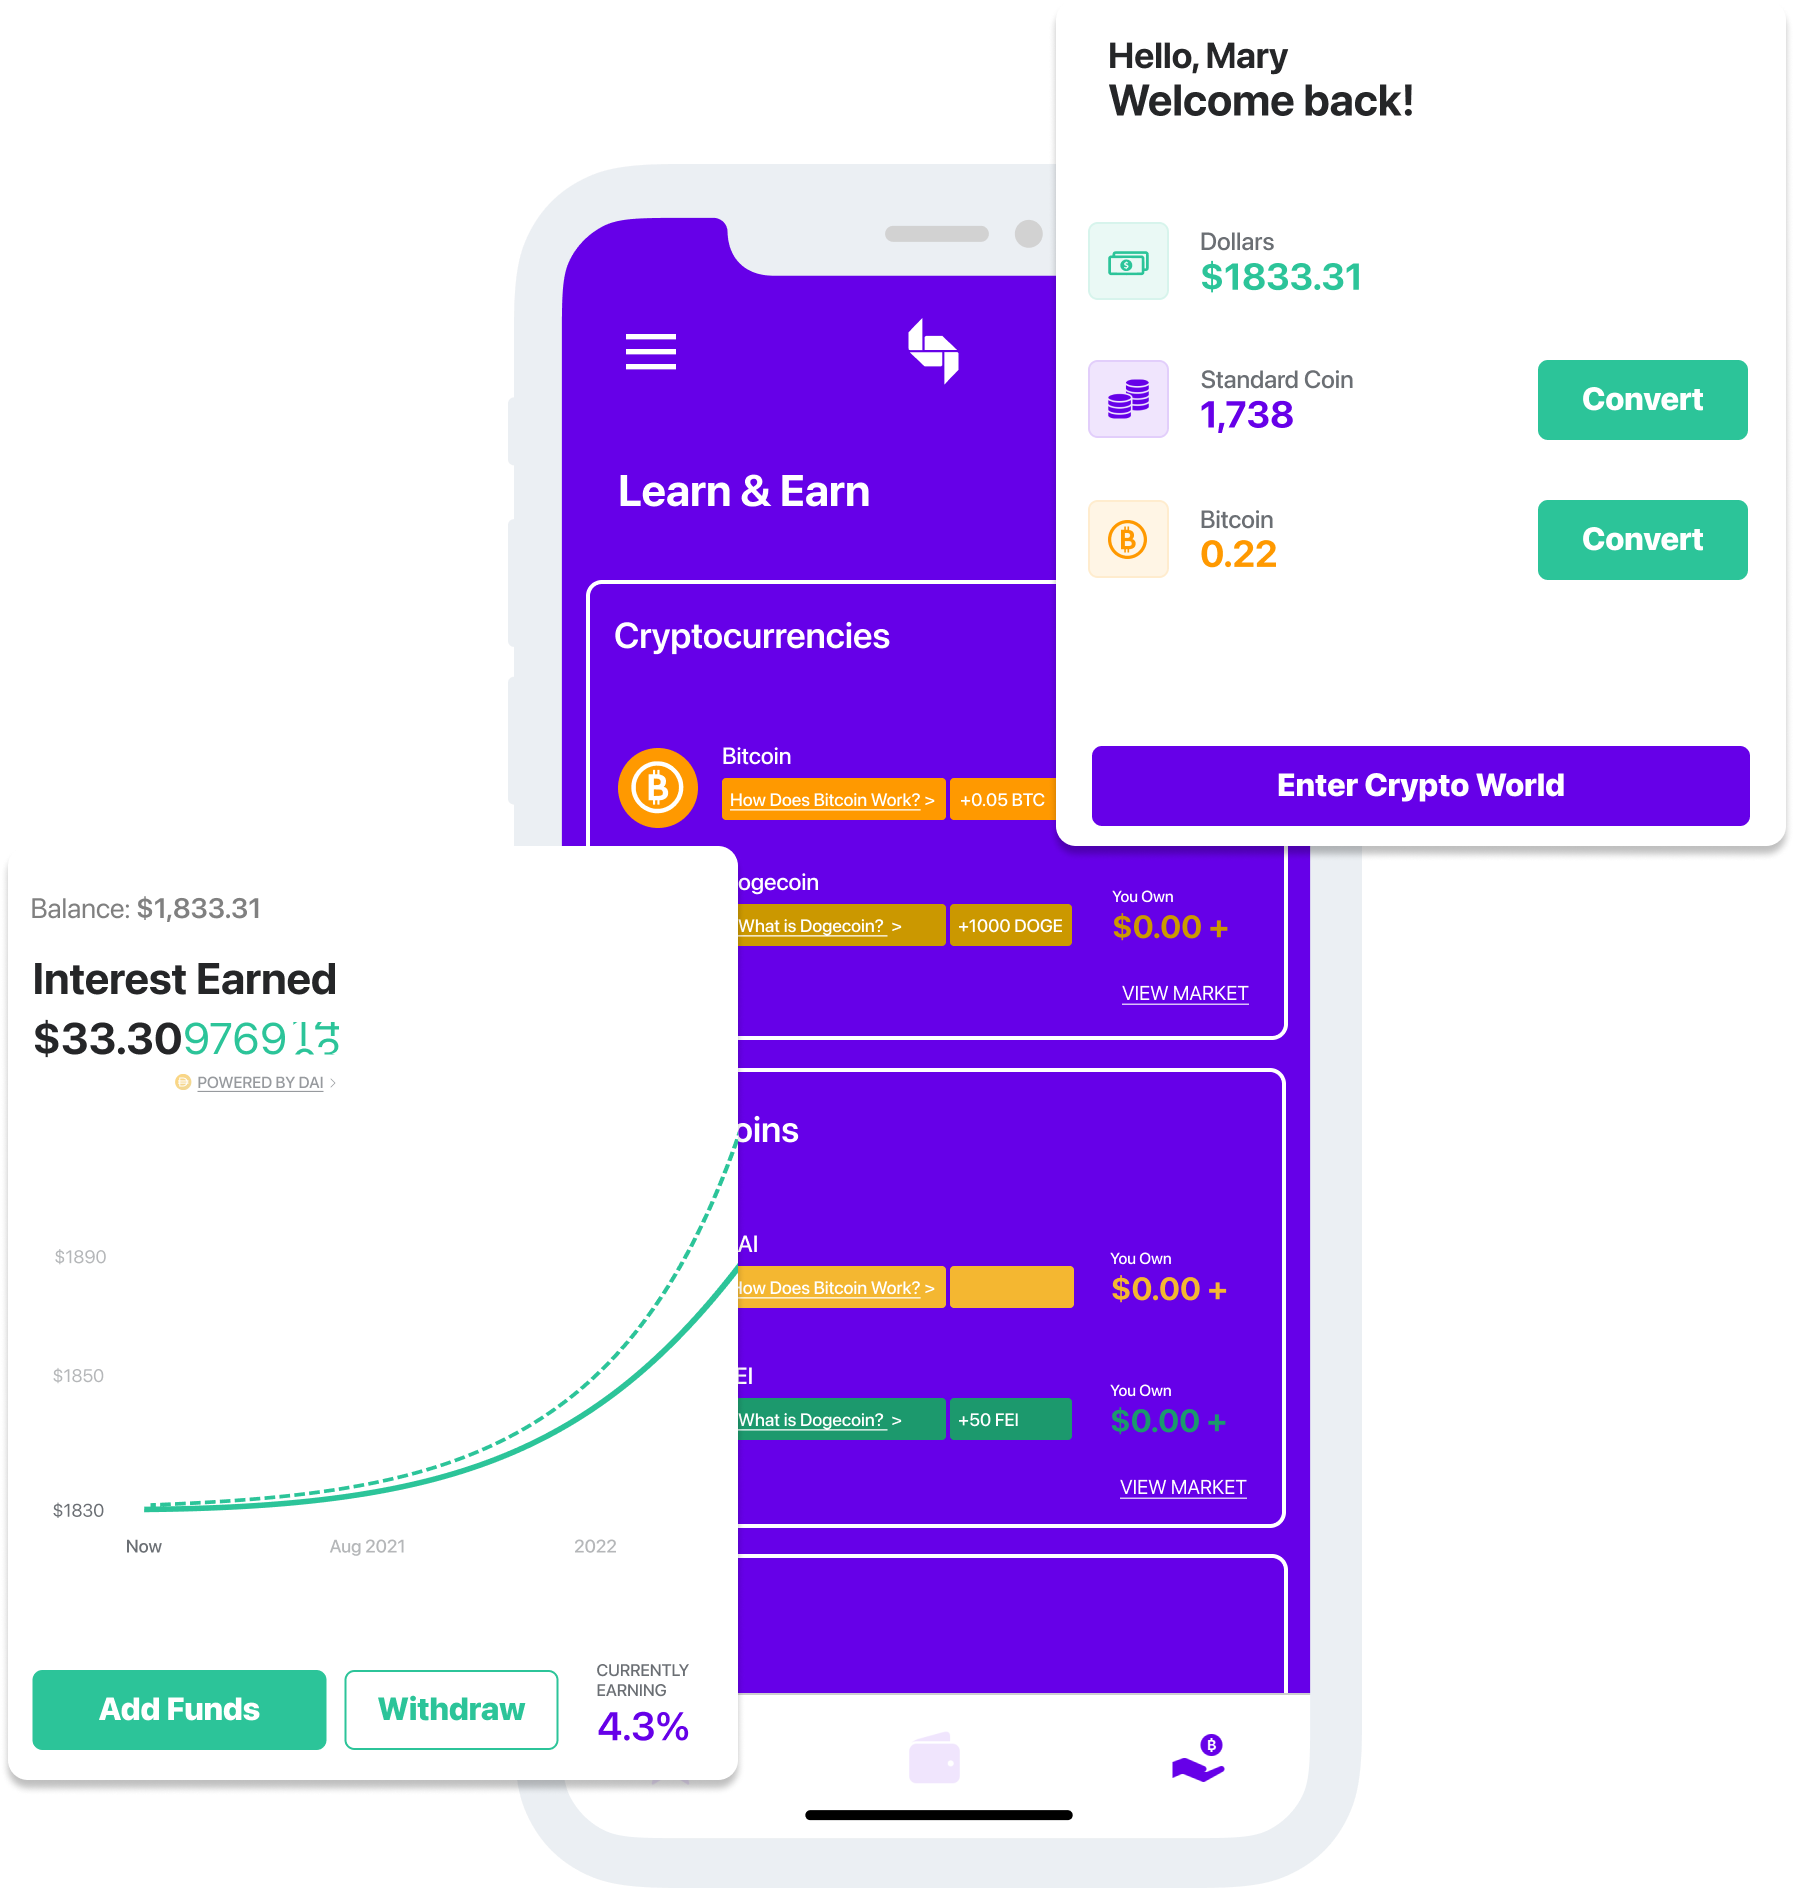 Hello, Mary
Welcome back!
Dollars
$1833.31
Standard Coin
1,738
Convert
Bitcoin
0.22
Convert
Enter Crypto World
Learn & Earn
Cryptocurrencies
Bitcoin
How Does Bitcoin Work? >
+0.05 BTC
ogecoin
What is Dogecoin? >
+1000 DOGE
You Own
$0.00 +
VIEW MARKET
oins
AI
How Does Bitcoin Work? >
You Own
$0.00 +
EI
What is Dogecoin? >
+50 FEI
You Own
$0.00 +
VIEW MARKET
Balance: $1,833.31
Interest Earned
$33.309769
POWERED BY DAI >
$1890
$1850
$1830
Now
Aug 2021
2022
Add Funds
Withdraw
CURRENTLY
EARNING
4.3%